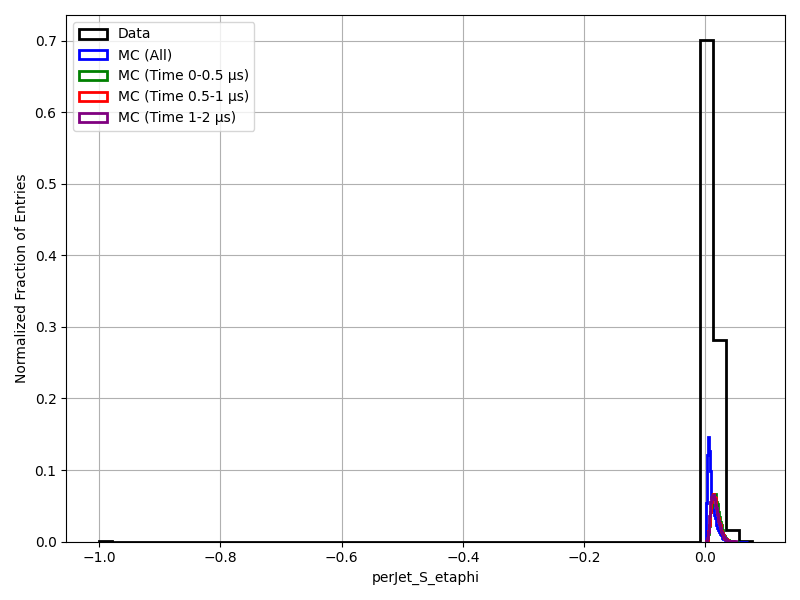 Data
MC (All)
MC (Time 0-0.5 μs)
MC (Time 0.5-1 μs)
MC (Time 1-2 μs)
Normalized Fraction of Entries
0.7
0.6
0.5
0.4
0.3
0.2
0.1
0.0
−1.0 −0.8 −0.6 −0.4 −0.2 0.0
perJet_S_etaphi